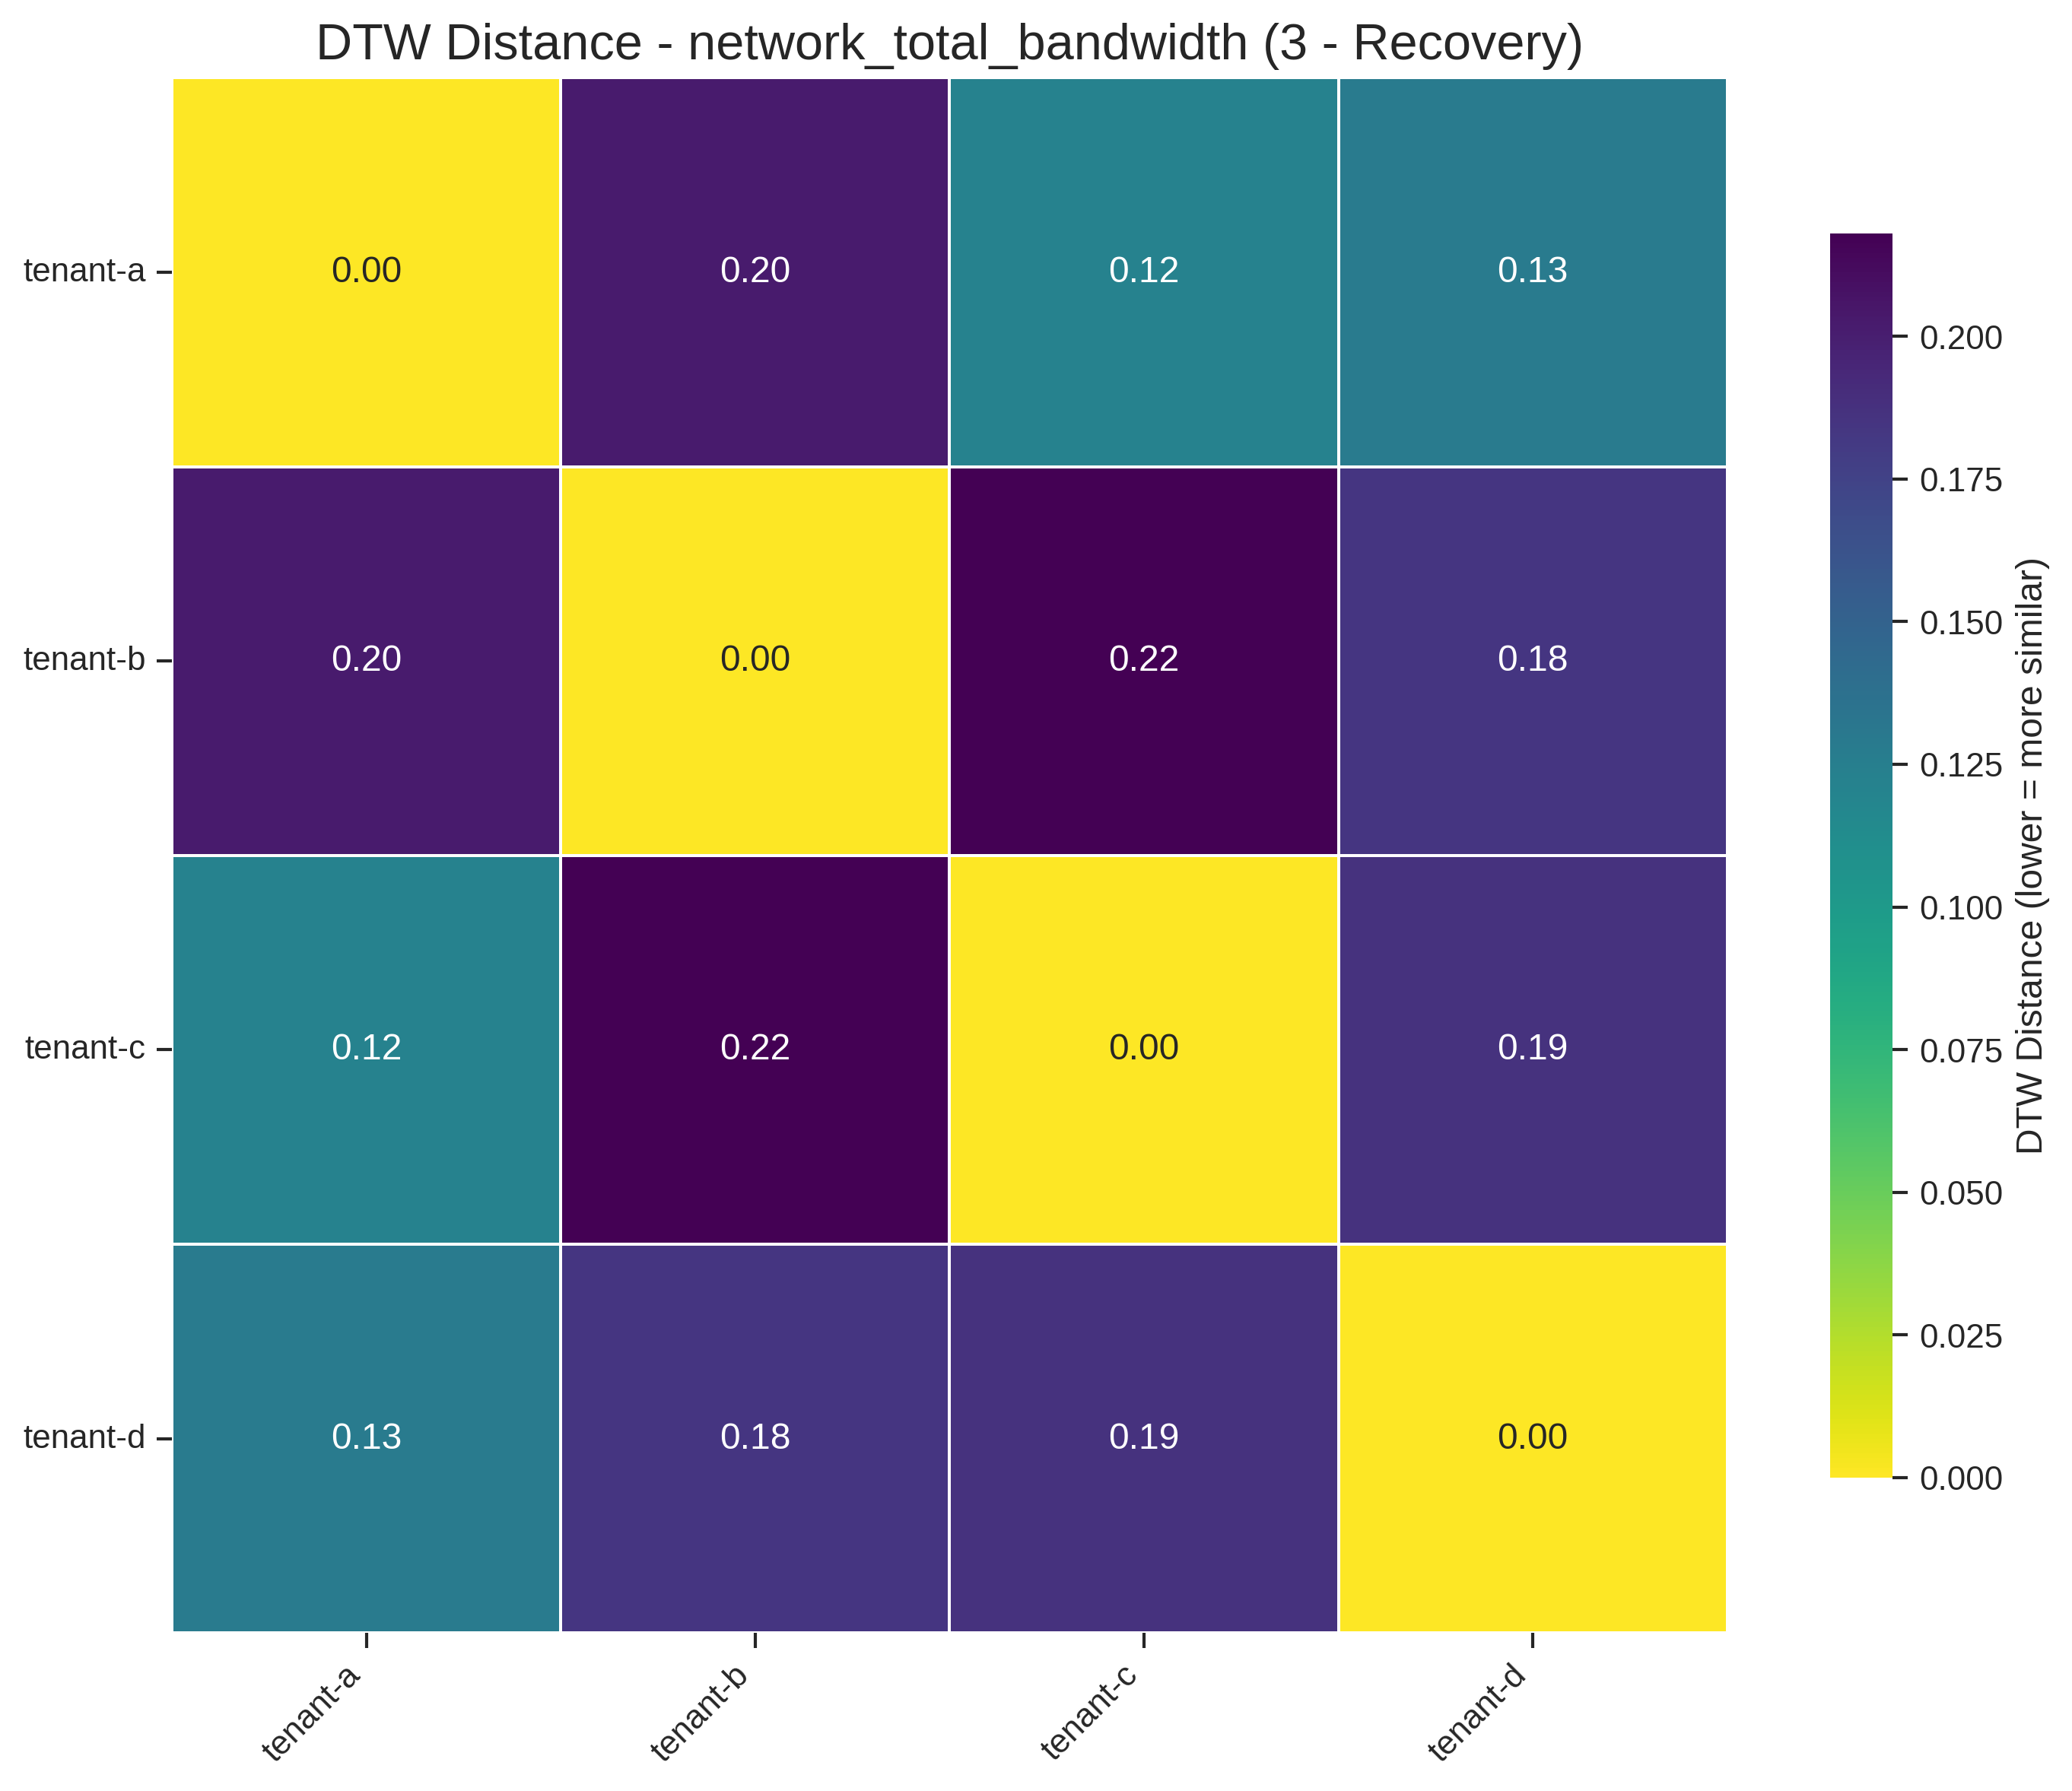 DTW Distance - network_total_bandwidth (3 - Recovery)
tenant-a 0.00 0.20 0.12 0.13
tenant-b 0.20 0.00 0.22 0.18
tenant-c 0.12 0.22 0.00 0.19
tenant-d 0.13 0.18 0.19 0.00
tenant-a tenant-b tenant-c tenant-d
0.200
0.175
0.150
0.125
0.100
0.075
0.050
0.025
0.000
DTW Distance (lower = more similar)